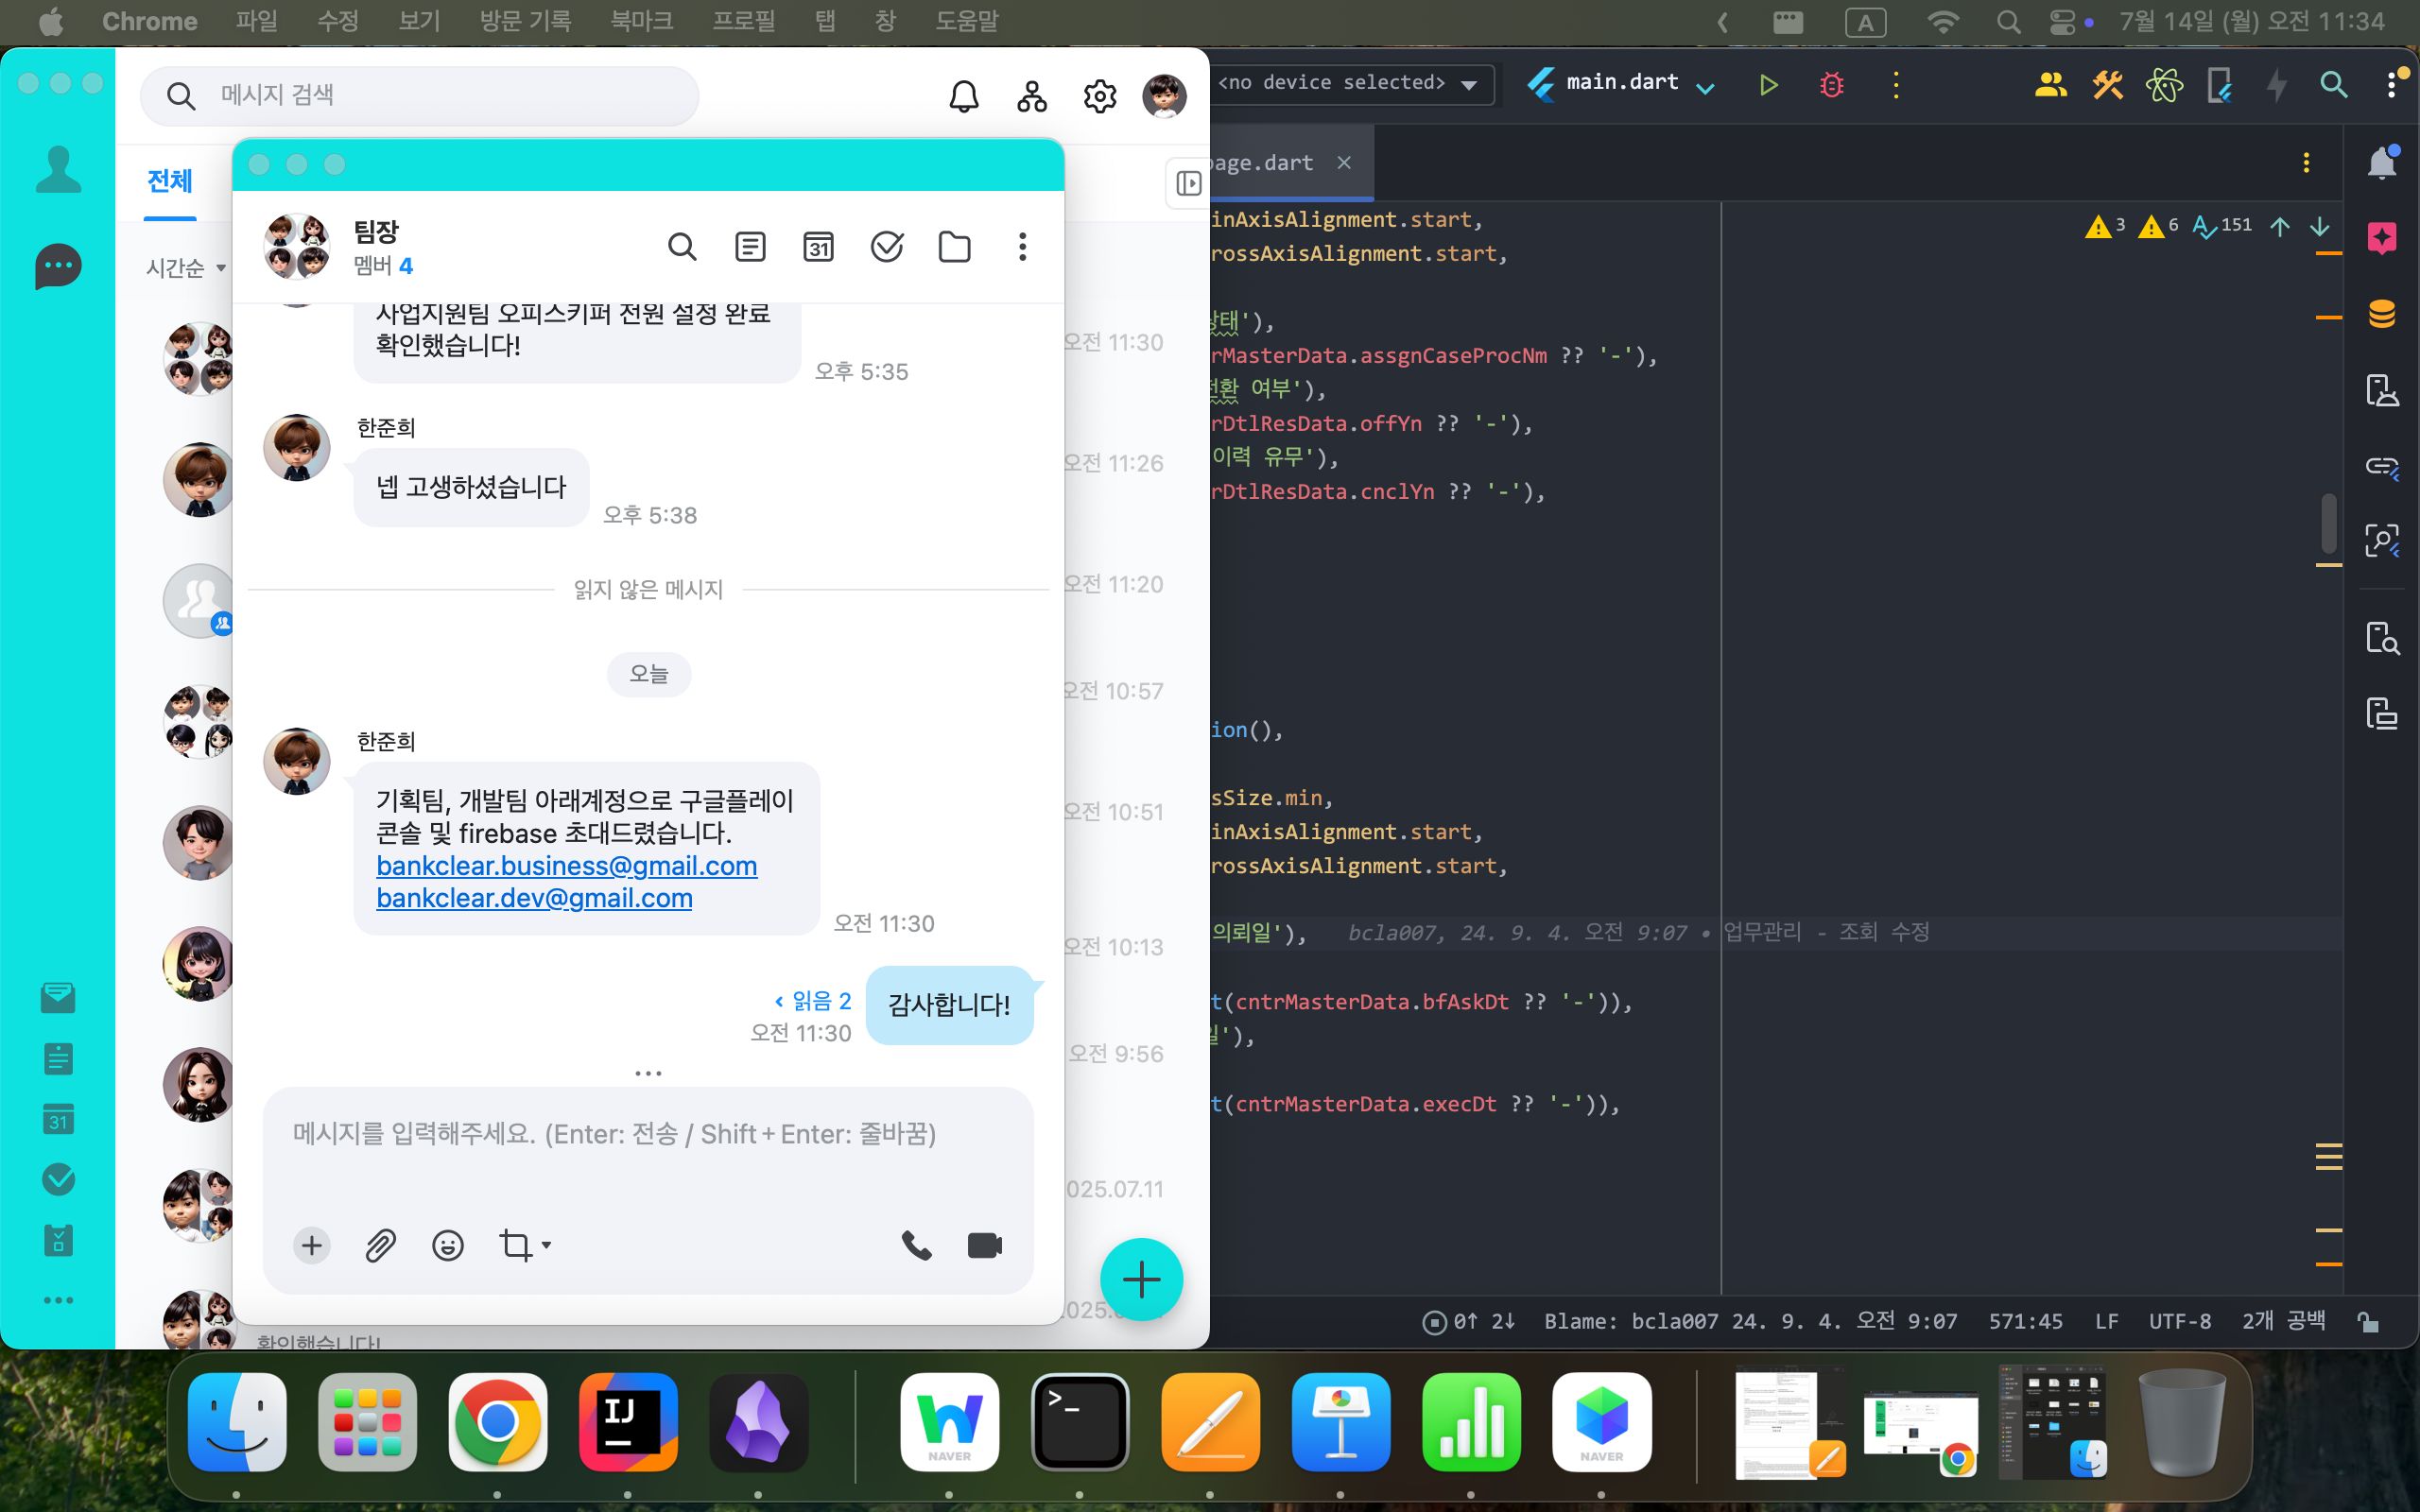 Chrome 파일 수정 보기 방문 기록 북마크 프로필 탭 창 도움말
A 7월 14일 (월) 오전 11:34
메시지 검색
전체
시간순
오전 11:30
오전 11:26
오전 11:20
오전 10:57
오전 10:51
오전 10:13
오전 9:56
025.07.11
확인했습니다!
31
팀장
멤버 4
31
사업지원팀 오피스키퍼 전원 설정 완료
확인했습니다!
오후 5:35
한준희
넵 고생하셨습니다
오후 5:38
읽지 않은 메시지
오늘
한준희
기획팀, 개발팀 아래계정으로 구글플레이
콘솔 및 firebase 초대드렸습니다.
bankclear.business@gmail.com
bankclear.dev@gmail.com
오전 11:30
읽음 2
오전 11:30
감사합니다!
메시지를 입력해주세요. (Enter: 전송 / Shift + Enter: 줄바꿈)
<no device selected> main.dart
page.dart
3 6 151
inAxisAlignment.start,
rossAxisAlignment.start,
상태'),
rMasterData.assgnCaseProcNm ?? '-'),
전환 여부'),
rDtlResData.offYn ?? '-'),
이력 유무'),
rDtlResData.cnclYn ?? '-'),
ion(),
sSize.min,
inAxisAlignment.start,
rossAxisAlignment.start,
의뢰일'), bcla007, 24. 9. 4. 오전 9:07 • 업무관리 - 조회 수정
t(cntrMasterData.bfAskDt ?? '-')),
일'),
t(cntrMasterData.execDt ?? '-')),
0↑ 2↓ Blame: bcla007 24. 9. 4. 오전 9:07 571:45 LF UTF-8 2개 공백
IJ
NAVER
>_
NAVER